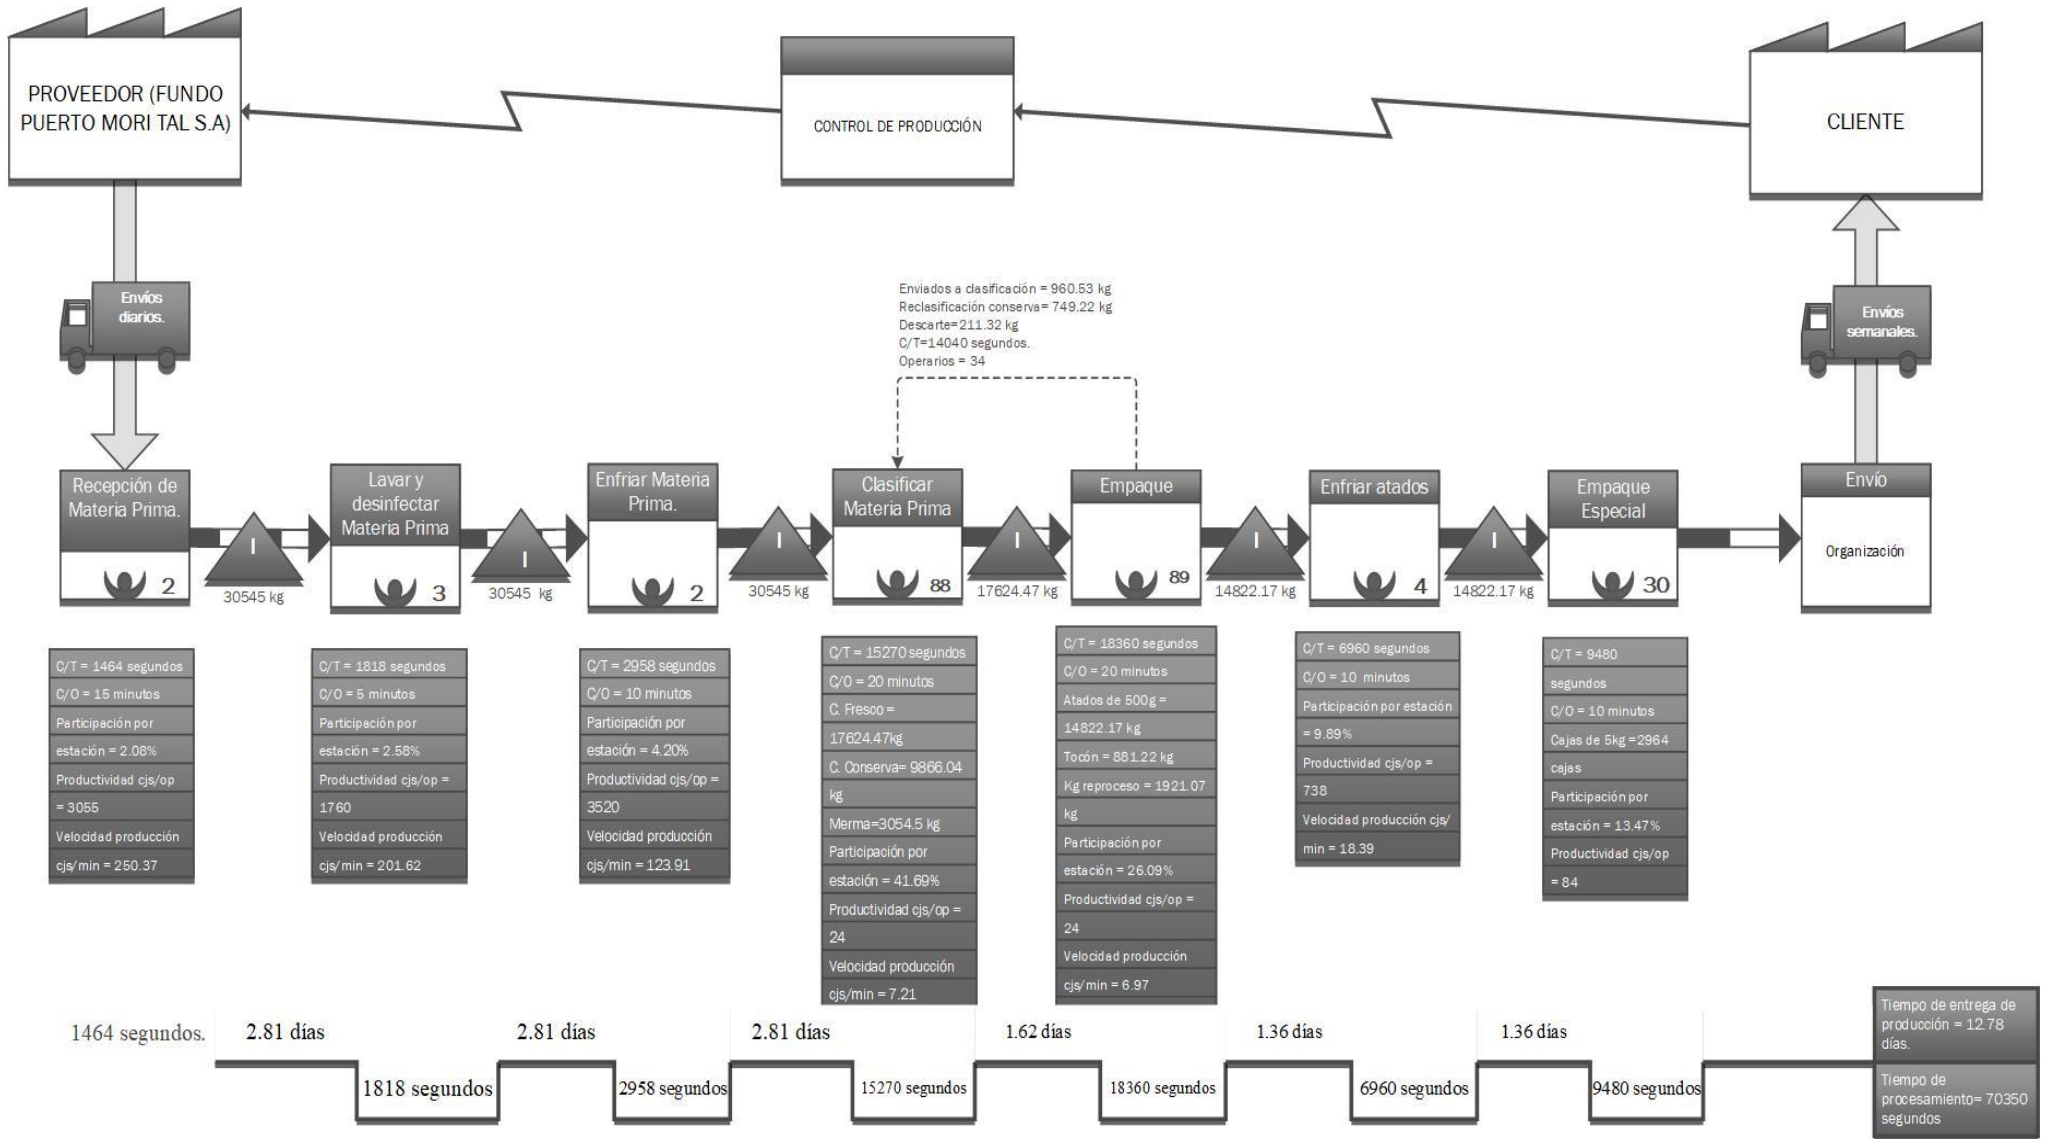 PROVEEDOR (FUNDO
PUERTO MORI TAL S.A)
CONTROL DE PRODUCCIÓN
CLIENTE
Envíos
diarios.
Enviados a clasificación = 960.53 kg
Reclasificación conserva= 749.22 kg
Descarte=211.32 kg
C/T=14040 segundos.
Operarios = 34
Envíos
semanales.
Recepción de
Materia Prima.
2
I
30545 kg
Lavar y
desinfectar
Materia Prima
3
I
30545 kg
Enfriar Materia
Prima.
2
I
30545 kg
Clasificar
Materia Prima
88
I
17624.47 kg
Empaque
89
I
14822.17 kg
Enfriar atados
4
I
14822.17 kg
Empaque
Especial
30
Envío
Organización
C/T = 1464 segundos
C/O = 15 minutos
Participación por
estación = 2.08%
Productividad cjs/op
= 3055
Velocidad producción
cjs/min = 250.37
C/T = 1818 segundos
C/O = 5 minutos
Participación por
estación = 2.58%
Productividad cjs/op =
1760
Velocidad producción
cjs/min = 201.62
C/T = 2958 segundos
C/O = 10 minutos
Participación por
estación = 4.20%
Productividad cjs/op =
3520
Velocidad producción
cjs/min = 123.91
C/T = 15270 segundos
C/O = 20 minutos
C. Fresco =
17624.47kg
C. Conserva= 9866.04
kg
Merma=3054.5 kg
Participación por
estación = 41.69%
Productividad cjs/op =
24
Velocidad producción
cjs/min = 7.21
C/T = 18360 segundos
C/O = 20 minutos
Atados de 500g =
14822.17 kg
Tocón = 881.22 kg
Kg reproceso = 1921.07
kg
Participación por
estación = 26.09%
Productividad cjs/op =
24
Velocidad producción
cjs/min = 6.97
C/T = 6960 segundos
C/O = 10 minutos
Participación por estación
= 9.89%
Productividad cjs/op =
738
Velocidad producción cjs/
min = 18.39
C/T = 9480
segundos
C/O = 10 minutos
Cajas de 5kg =2964
cajas
Participación por
estación = 13.47%
Productividad cjs/op
= 84
1464 segundos.
2.81 días
2.81 días
2.81 días
1.62 días
1.36 días
1.36 días
1818 segundos
2958 segundos
15270 segundos
18360 segundos
6960 segundos
9480 segundos
Tiempo de entrega de
producción = 12.78
días.
Tiempo de
procesamiento= 70350
segundos